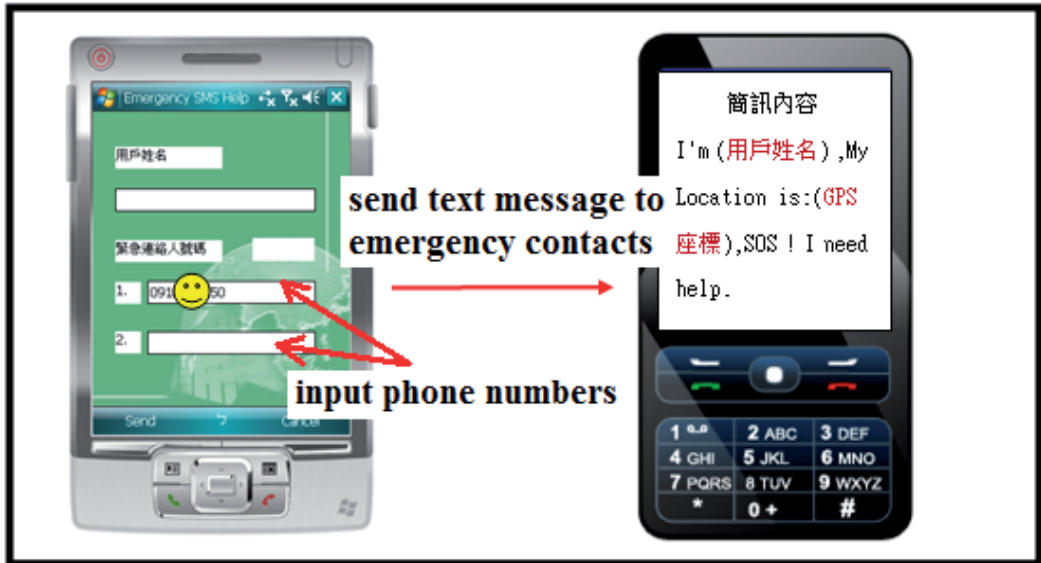 Emergency SMS Help
用戶姓名
緊急連絡人號碼
1. 091 50
2.
Send
Cancel
send text message to
emergency contacts
input phone numbers
簡訊內容
I'm(用戶姓名),My
Location is:(GPS
座標),SOS！I need
help.
1
2 ABC
3 DEF
4 GHI
5 JKL
6 MNO
7 PQRS
8 TUV
9 WXYZ
*
0 +
#